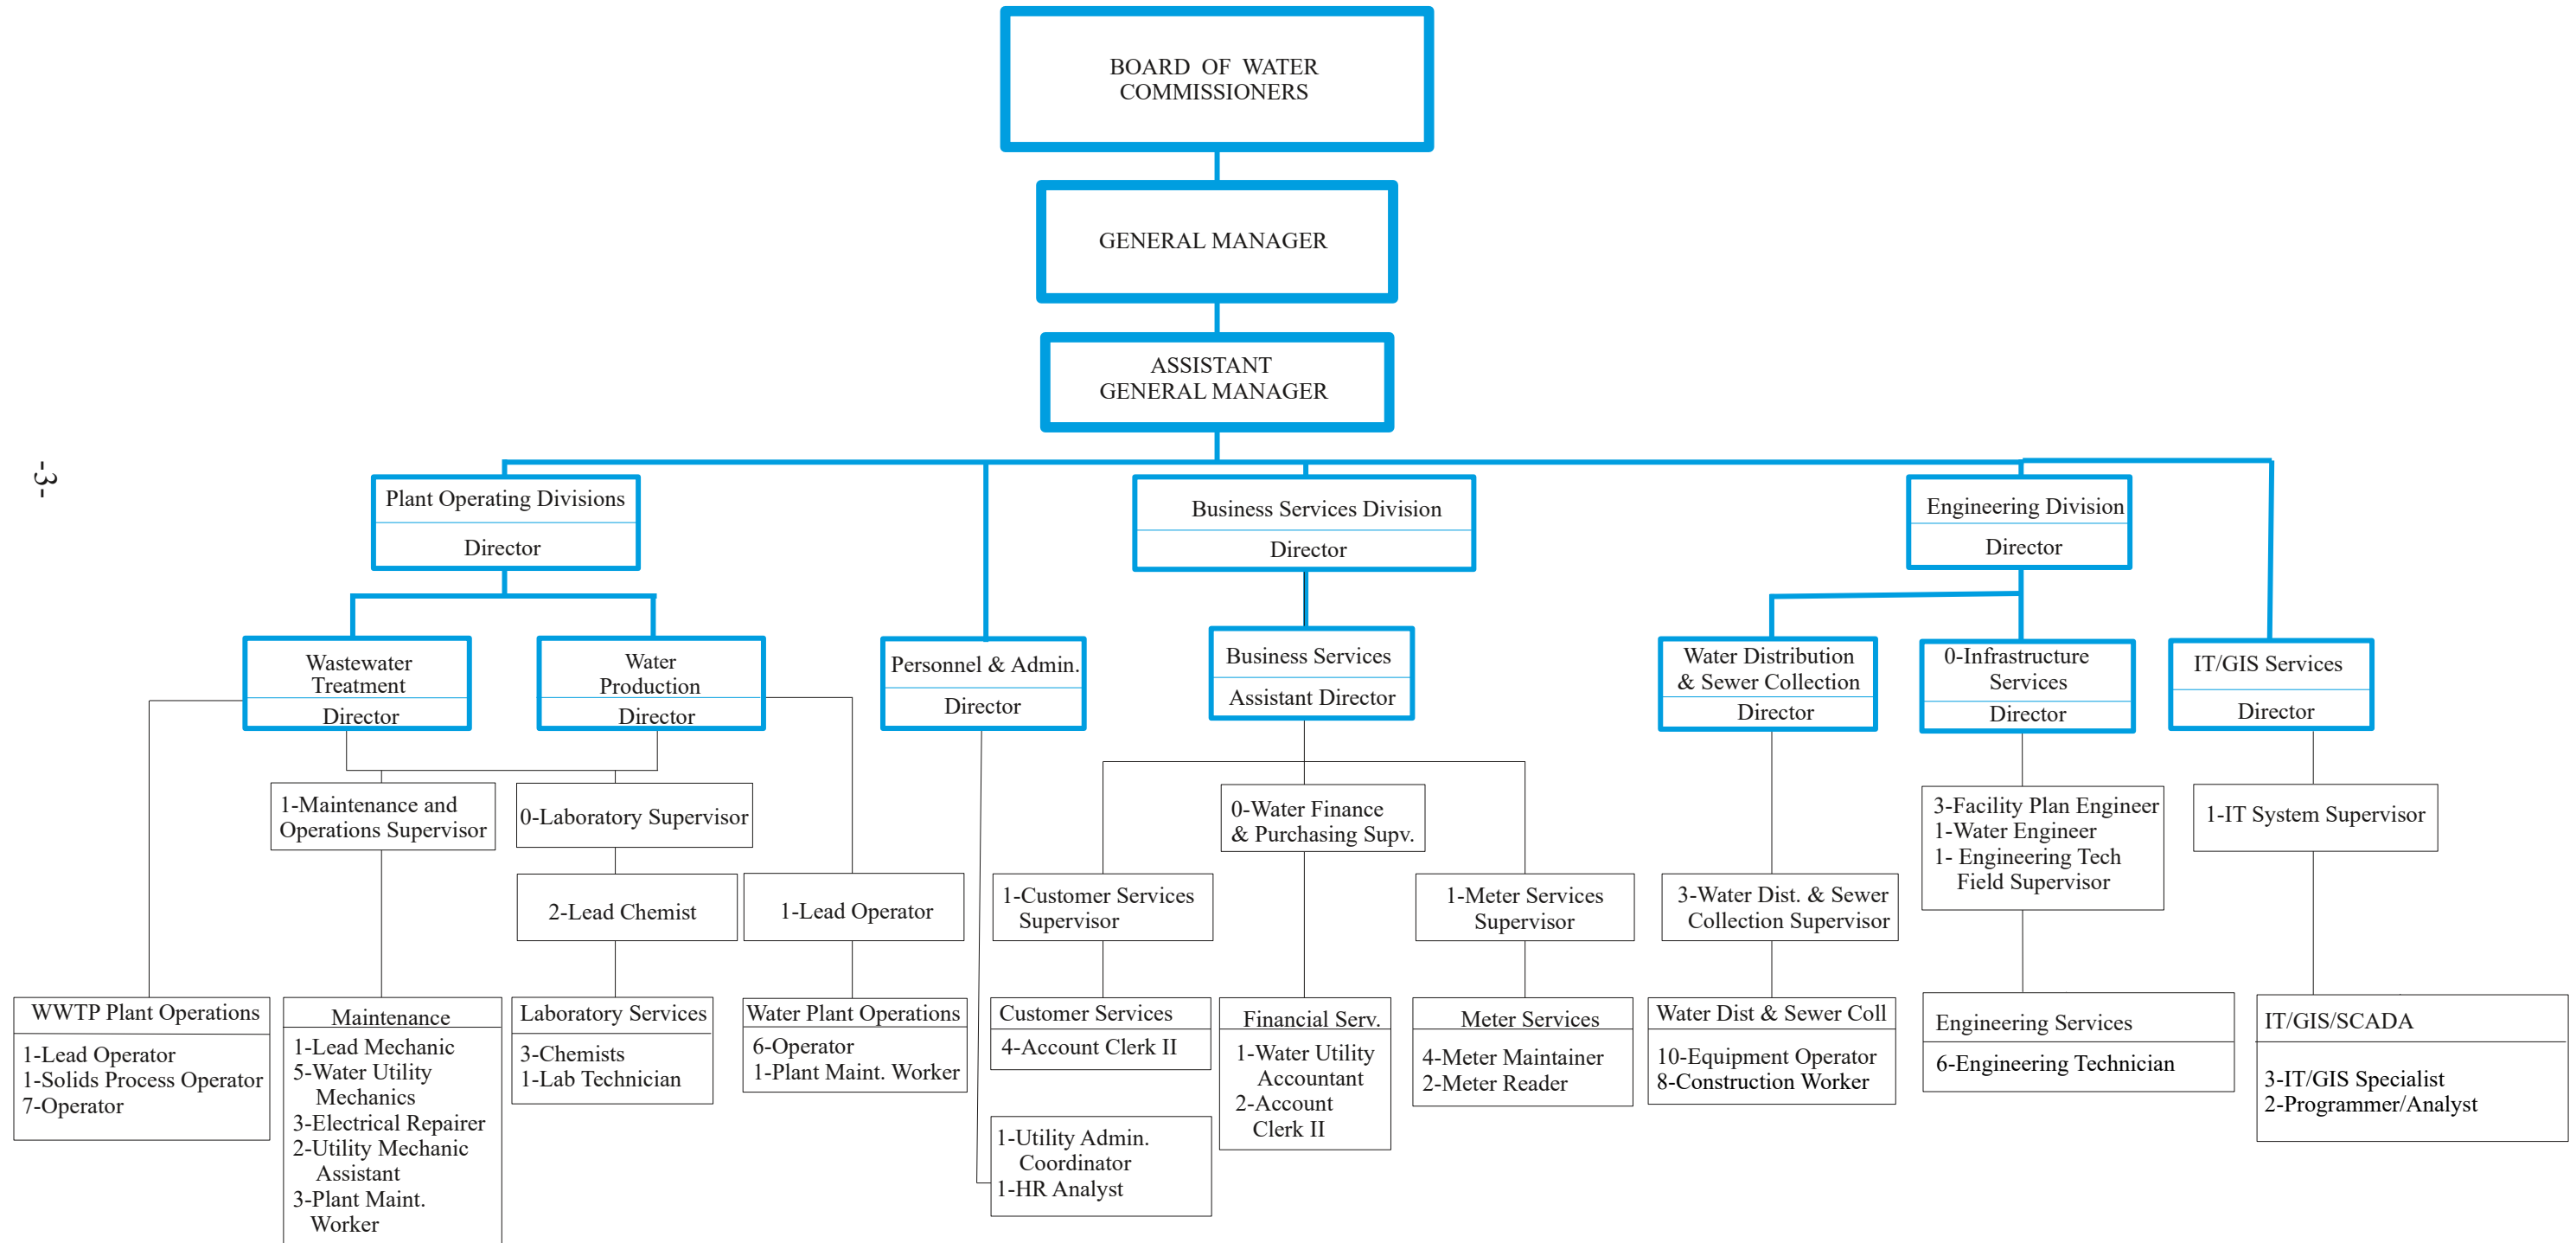 BOARD OF WATER
COMMISSIONERS
GENERAL MANAGER
ASSISTANT
GENERAL MANAGER
-3-
Plant Operating Divisions
Director
Business Services Division
Director
Engineering Division
Director
Wastewater
Treatment
Director
Water
Production
Director
Personnel & Admin.
Director
Business Services
Assistant Director
Water Distribution
& Sewer Collection
Director
0-Infrastructure
Services
Director
IT/GIS Services
Director
1-Maintenance and
Operations Supervisor
0-Laboratory Supervisor
0-Water Finance
& Purchasing Supv.
3-Facility Plan Engineer
1-Water Engineer
1- Engineering Tech
Field Supervisor
1-IT System Supervisor
2-Lead Chemist
1-Lead Operator
1-Customer Services
Supervisor
1-Meter Services
Supervisor
3-Water Dist. & Sewer
Collection Supervisor
WWTP Plant Operations
1-Lead Operator
1-Solids Process Operator
7-Operator
Maintenance
1-Lead Mechanic
5-Water Utility
Mechanics
3-Electrical Repairer
2-Utility Mechanic
Assistant
3-Plant Maint.
Worker
Laboratory Services
3-Chemists
1-Lab Technician
Water Plant Operations
6-Operator
1-Plant Maint. Worker
Customer Services
4-Account Clerk II
1-Utility Admin.
Coordinator
1-HR Analyst
Financial Serv.
1-Water Utility
Accountant
2-Account
Clerk II
Meter Services
4-Meter Maintainer
2-Meter Reader
Water Dist & Sewer Coll
10-Equipment Operator
8-Construction Worker
Engineering Services
6-Engineering Technician
IT/GIS/SCADA
3-IT/GIS Specialist
2-Programmer/Analyst